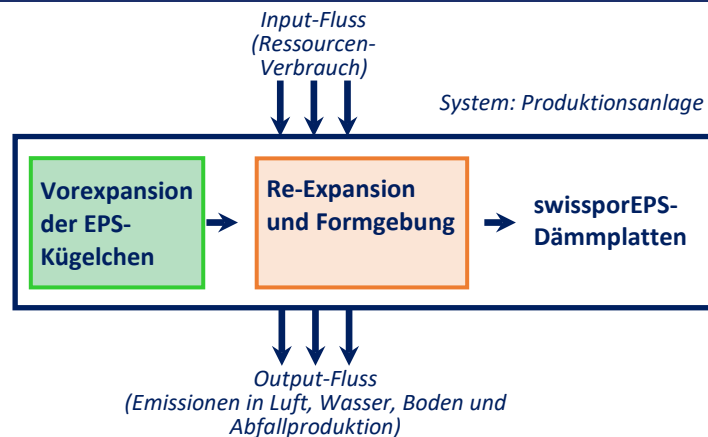 Input-Fluss
(Ressourcen-
Verbrauch)
System: Produktionsanlage
Vorexpansion
der EPS-
Kügelchen
Re-Expansion
und Formgebung
swissporEPS-
Dämmplatten
Output-Fluss
(Emissionen in Luft, Wasser, Boden und
Abfallproduktion)